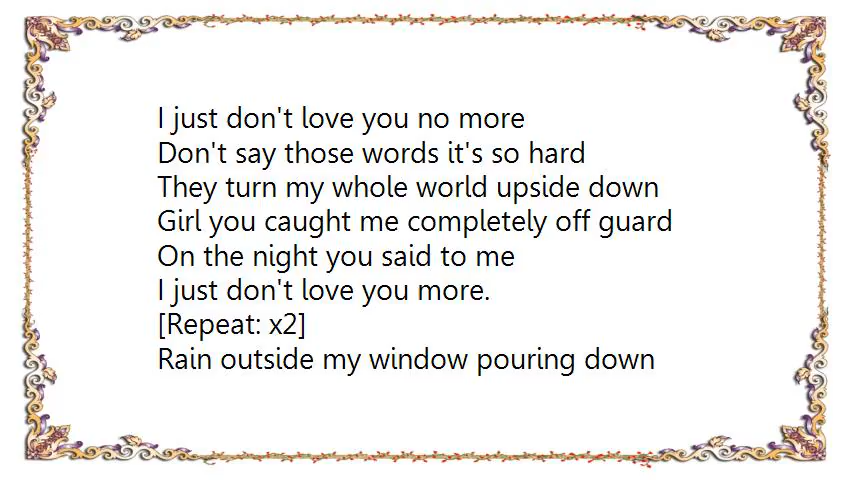 I just don't love you no more
Don't say those words it's so hard
They turn my whole world upside down
Girl you caught me completely off guard
On the night you said to me
I just don't love you more.
[Repeat: x2]
Rain outside my window pouring down